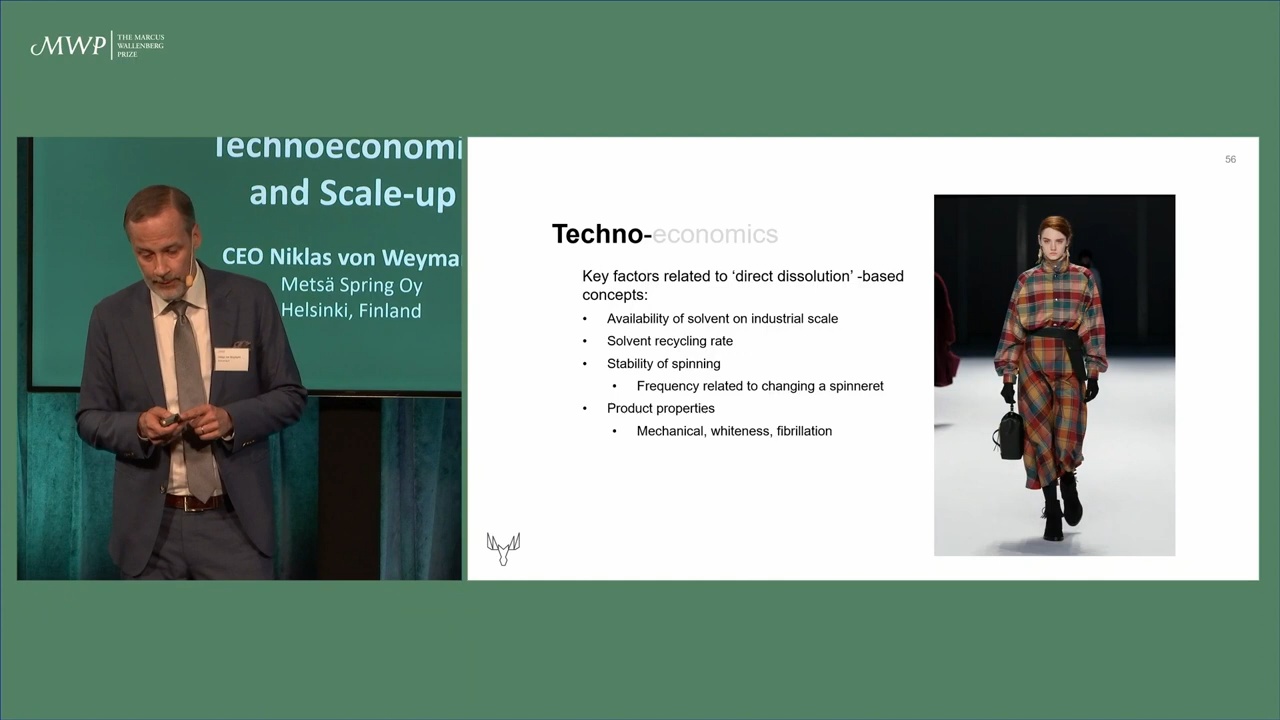 MWP
THE MARCUS
WALLENBERG
PRIZE
Technoeconomi
and Scale-up
CEO Niklas von Weyma
Metsä Spring Oy
Helsinki, Finland
56
Techno-economics
Key factors related to ‘direct dissolution’ -based
concepts:
• Availability of solvent on industrial scale
• Solvent recycling rate
• Stability of spinning
• Frequency related to changing a spinneret
• Product properties
• Mechanical, whiteness, fibrillation